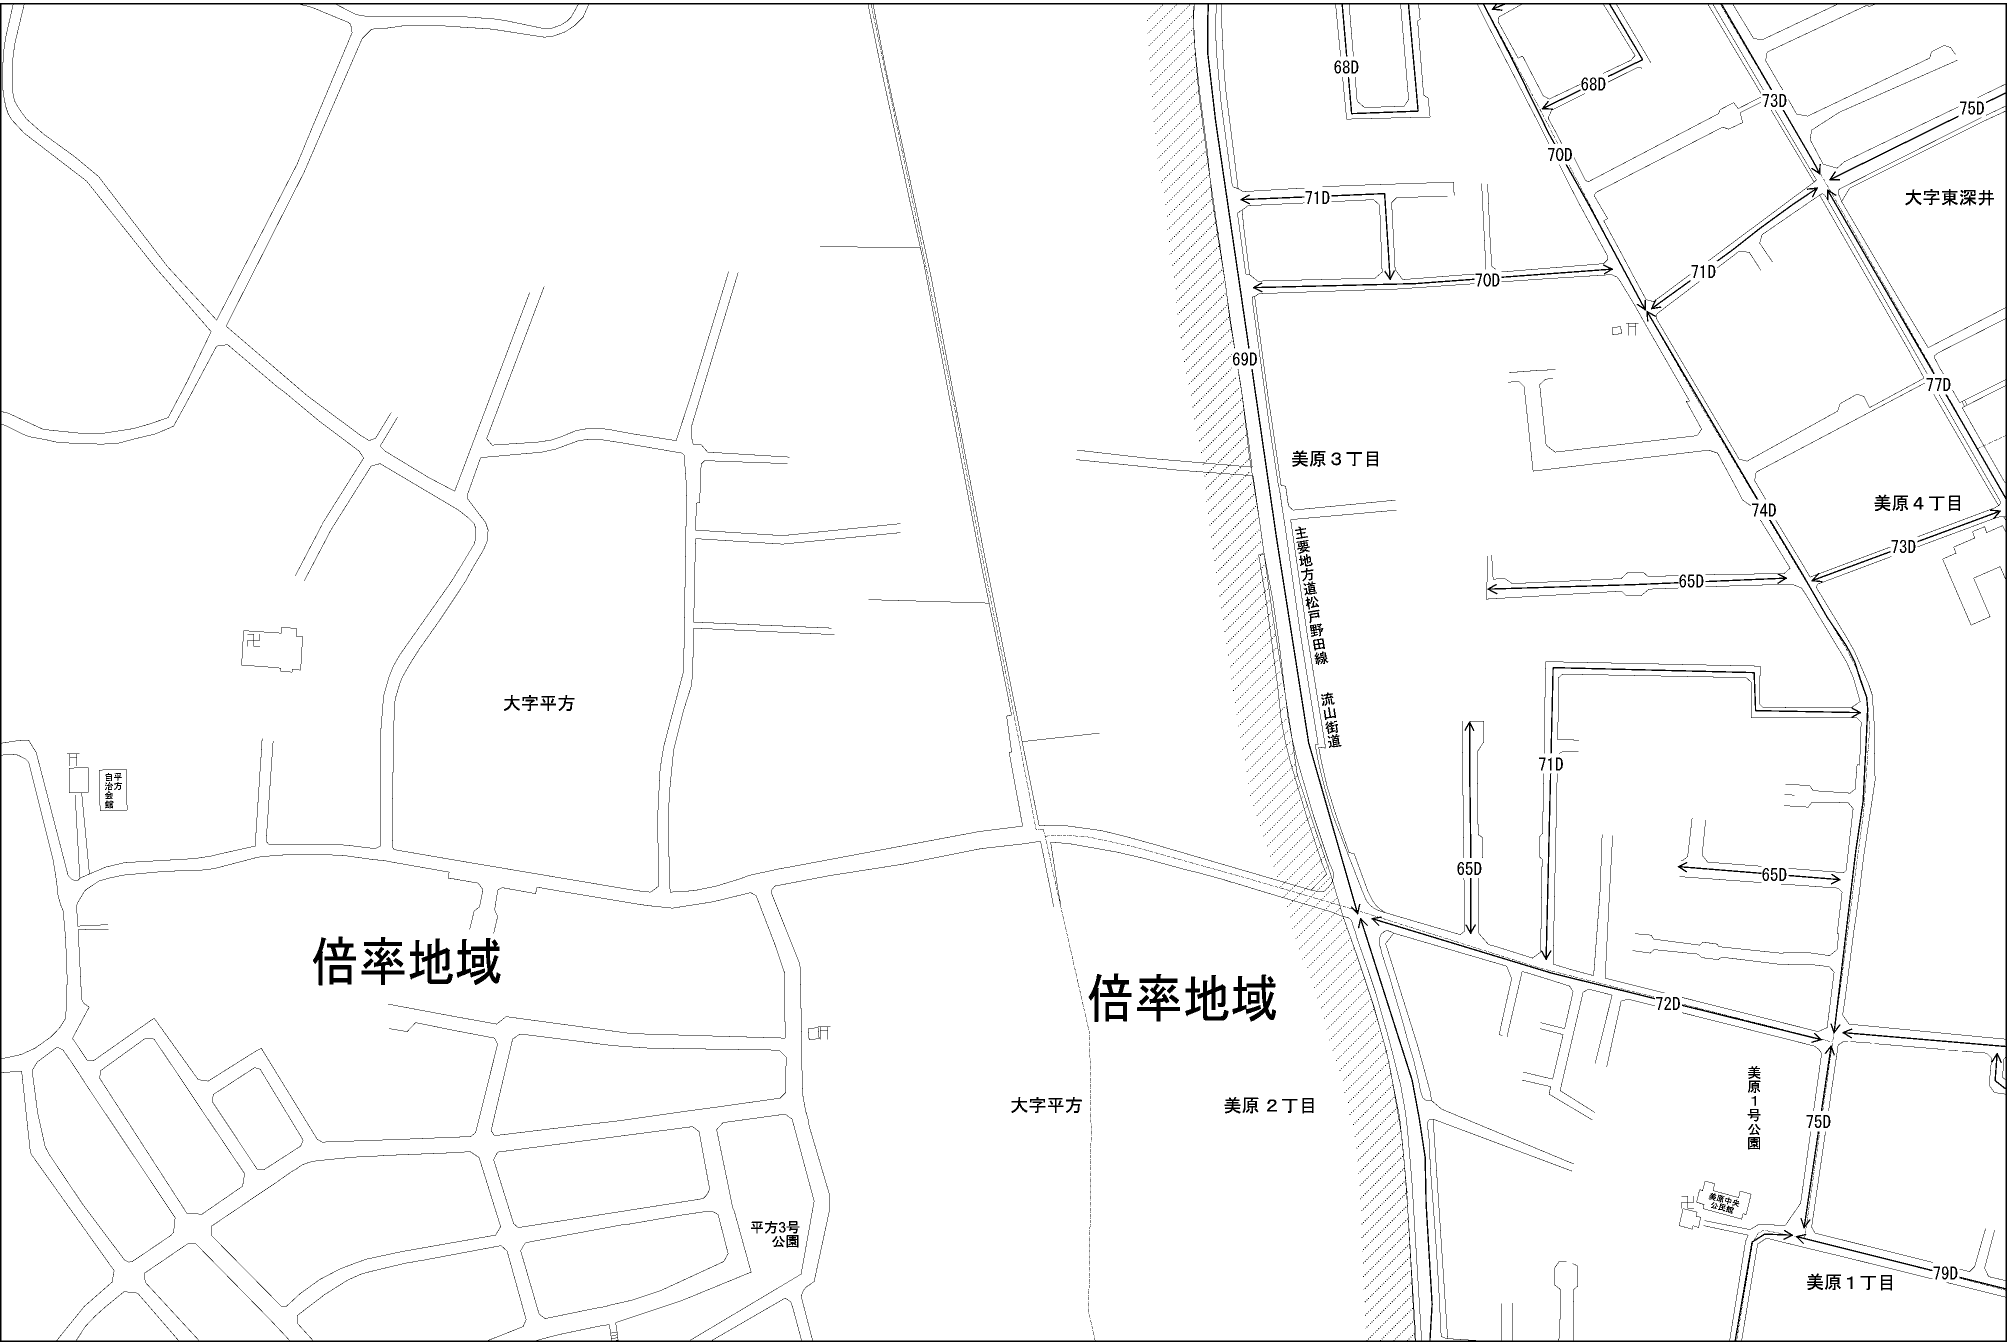 68D
68D
73D
75D
70D
71D
大字東深井
71D
70D
69D
77D
美原３丁目
美原４丁目
74D
73D
65D
主要地方道松戸野田線　流山街道
大字平方
71D
平方
自治会館
65D
65D
倍率地域
倍率地域
72D
大字平方
美原２丁目
美原１号公園
75D
美原中央
公民館
平方3号
公園
79D
美原１丁目